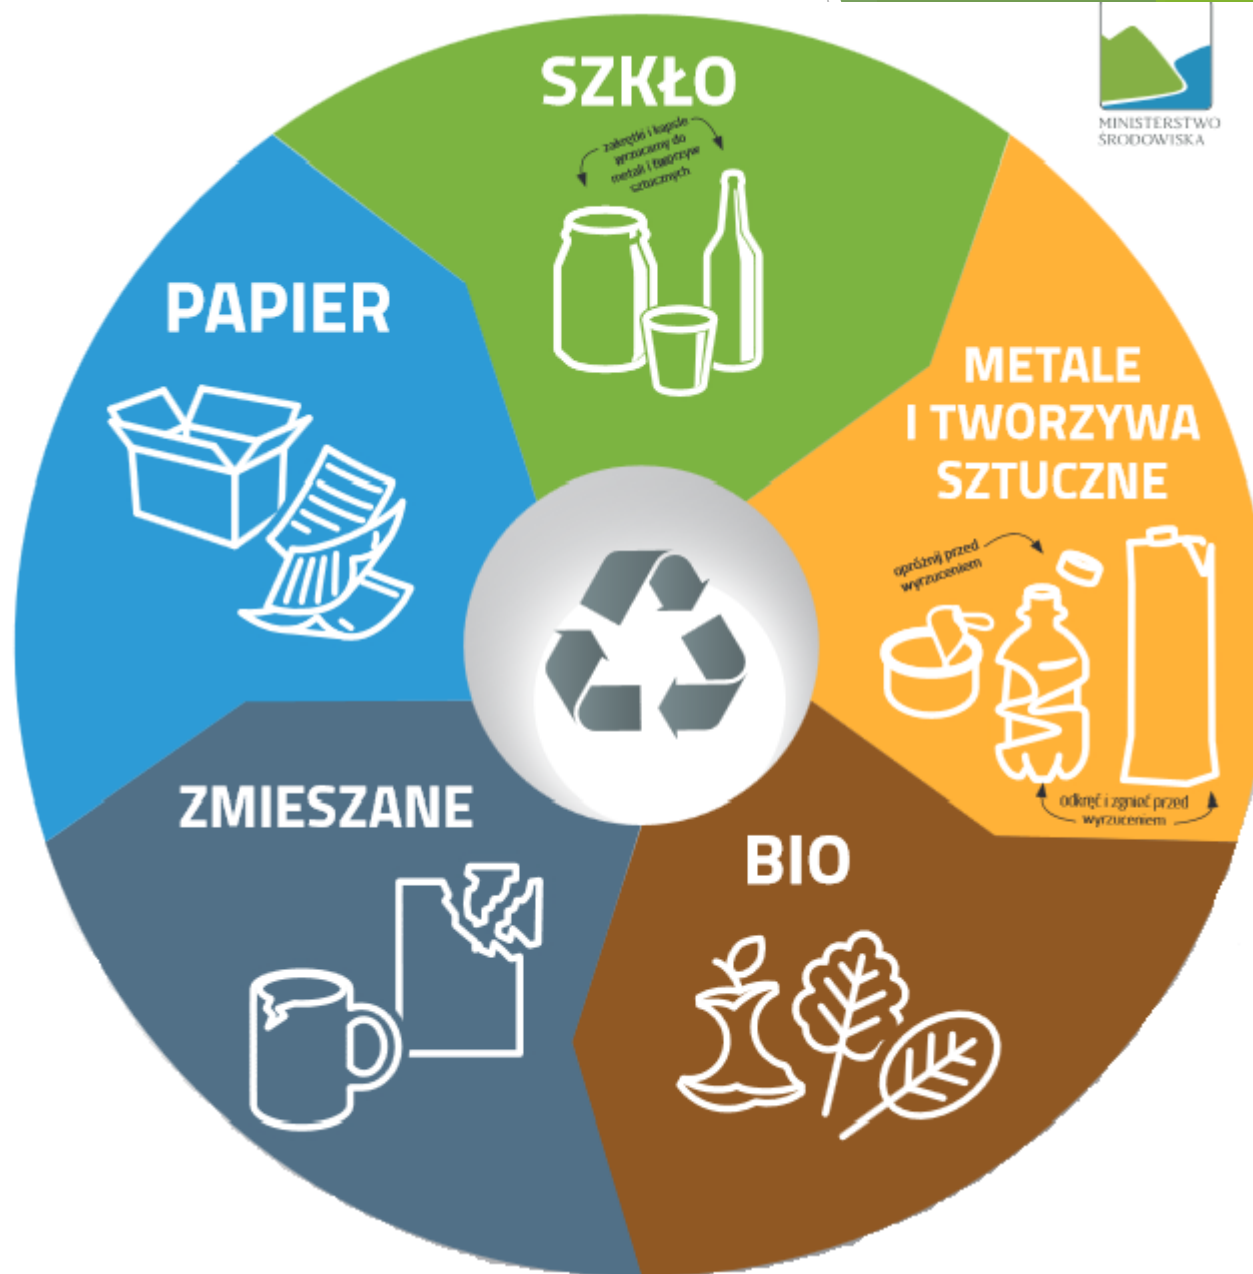 MINISTERSTWO
ŚRODOWISKA
SZKŁO
zakrętki i kapsle
wrzucamy do
metali i tworzyw
sztucznych
PAPIER
METALE
I TWORZYWA
SZTUCZNE
opróżnij przed
wyrzuceniem
odkręć i zgnieć przed
wyrzuceniem
ZMIESZANE
BIO